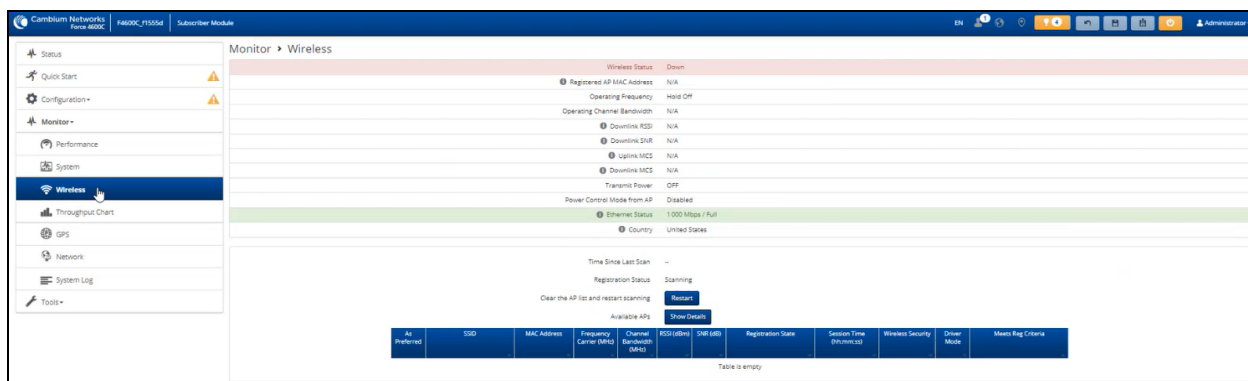 Cambium Networks
Force 4600C
F4600C_f1555d
Subscriber Module
EN
1
4
Administrator
Status
Quick Start
Configuration
Monitor
Performance
System
Wireless
Throughput Chart
GPS
Network
System Log
Tools
Monitor > Wireless
Wireless Status Down
Registered AP MAC Address N/A
Operating Frequency Hold Off
Operating Channel Bandwidth N/A
Downlink RSSI N/A
Downlink SNR N/A
Uplink MCS N/A
Downlink MCS N/A
Transmit Power OFF
Power Control Mode from AP Disabled
Ethernet Status 1000 Mbps / Full
Country United States
Time Since Last Scan –
Registration Status Scanning
Clear the AP list and restart scanning Restart
Available APs Show Details
As Preferred SSID MAC Address Frequency Carrier (MHz) Channel Bandwidth (MHz) RSSI (dBm) SNR (dB) Registration State Session Time (hh:mm:ss) Wireless Security Driver Mode Meets Reg Criteria
Table is empty